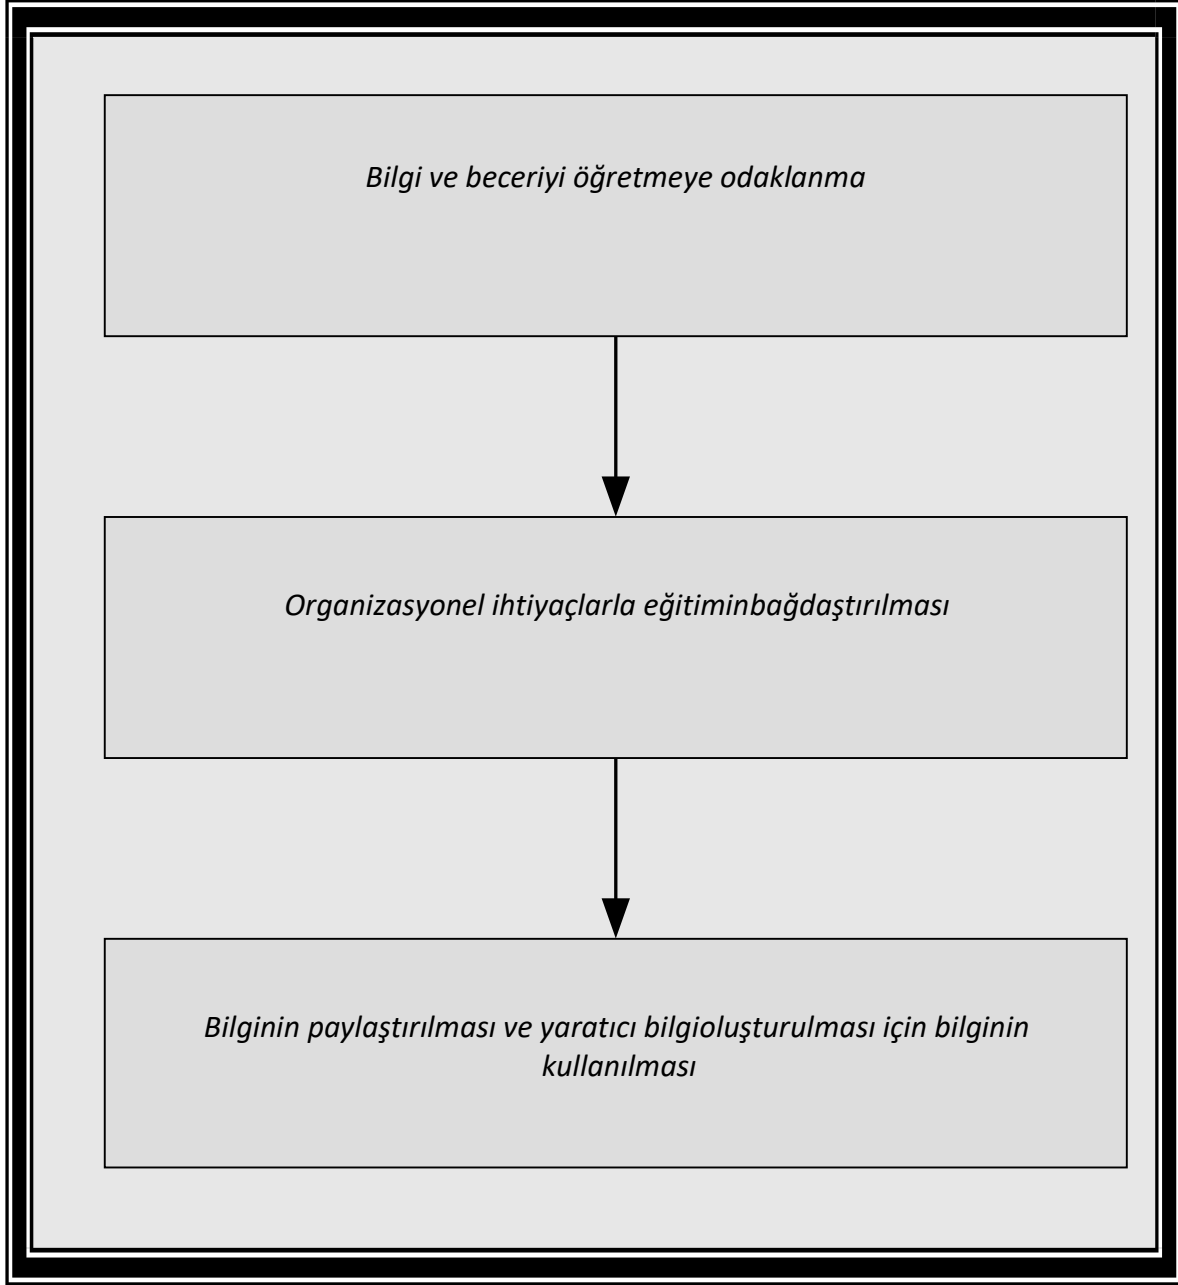 Bilgi ve beceriyi öğretmeye odaklanma
Organizasyonel ihtiyaçlarla eğitiminbağdaştırılması
Bilginin paylaştırılması ve yaratıcı bilgioluşturulması için bilginin
kullanılması